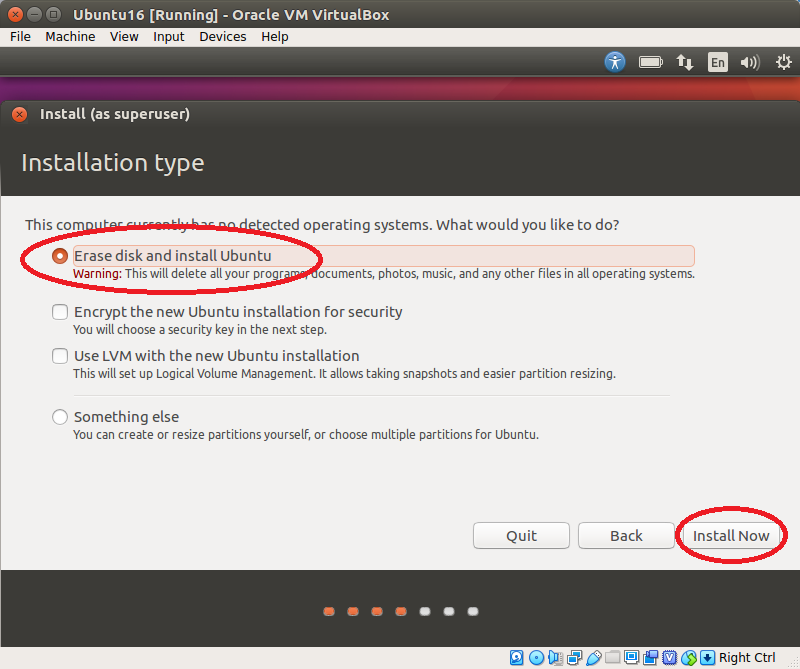 Ubuntu16 [Running] - Oracle VM VirtualBox
File Machine View Input Devices Help
En
Install (as superuser)
Installation type
This computer currently has no detected operating systems. What would you like to do?
Erase disk and install Ubuntu
Warning: This will delete all your programs, documents, photos, music, and any other files in all operating systems.
Encrypt the new Ubuntu installation for security
You will choose a security key in the next step.
Use LVM with the new Ubuntu installation
This will set up Logical Volume Management. It allows taking snapshots and easier partition resizing.
Something else
You can create or resize partitions yourself, or choose multiple partitions for Ubuntu.
Quit Back Install Now
Right Ctrl